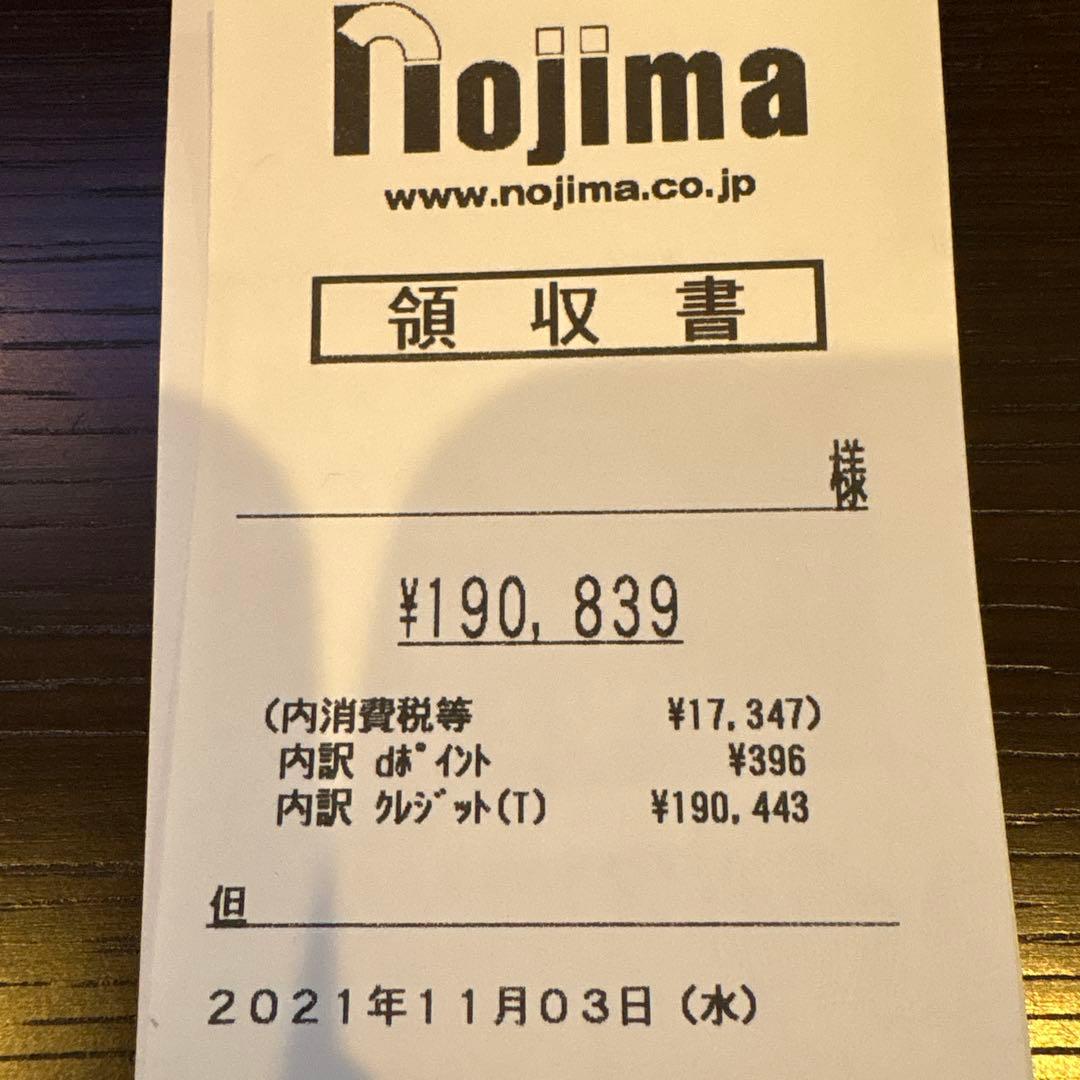 nojima
www.nojima.co.jp
領収書
様
¥190,839
(内消費税等 ¥17,347)
内訳 dﾎﾟｲﾝﾄ ¥396
内訳 ｸﾚｼﾞｯﾄ(T) ¥190,443
但
２０２１年１１月０３日（水）